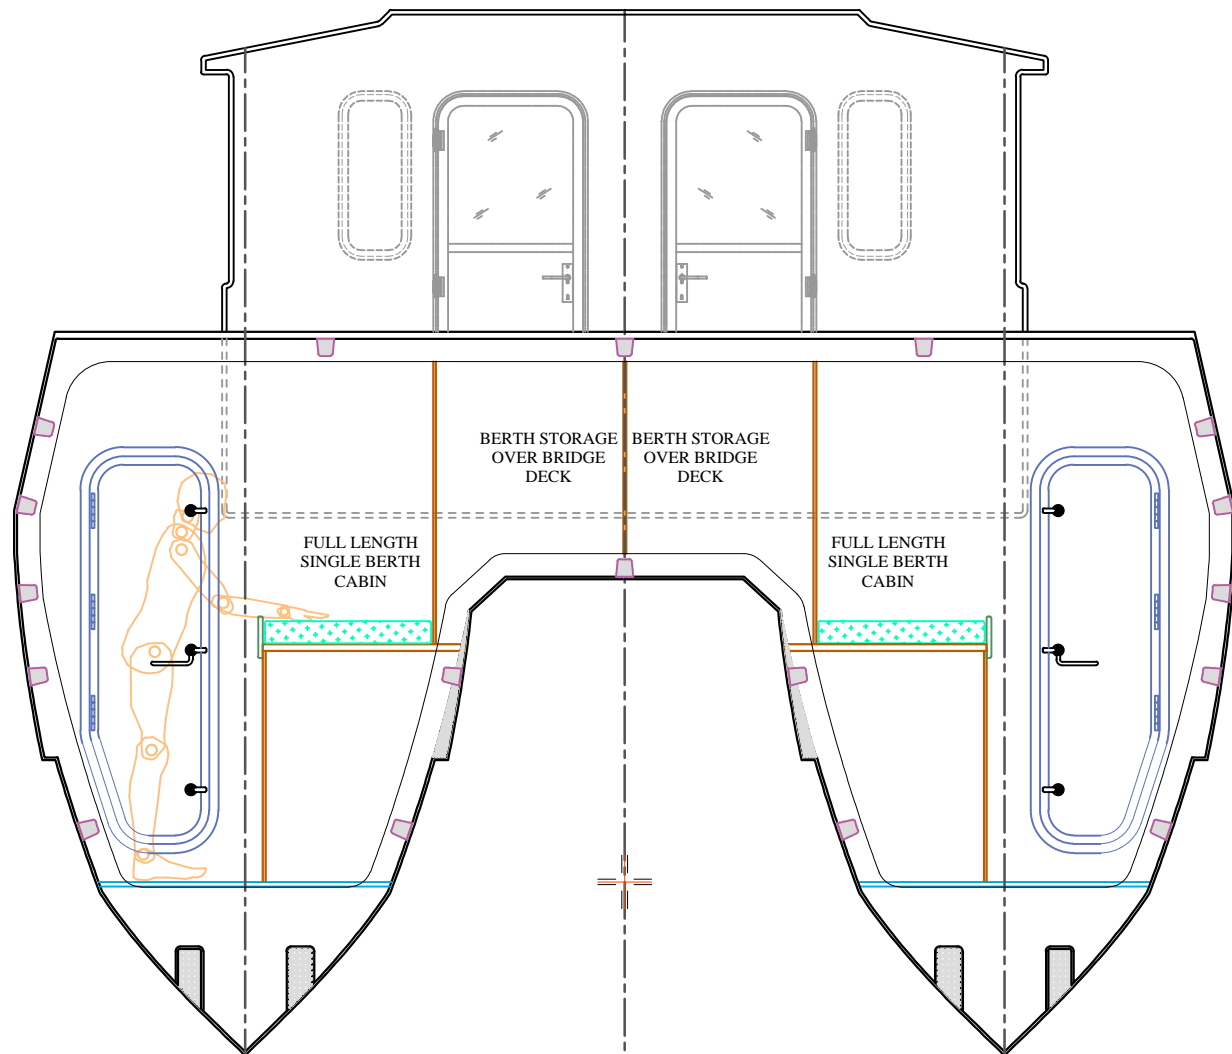 BERTH STORAGE
OVER BRIDGE
DECK
BERTH STORAGE
OVER BRIDGE
DECK
FULL LENGTH
SINGLE BERTH
CABIN
FULL LENGTH
SINGLE BERTH
CABIN